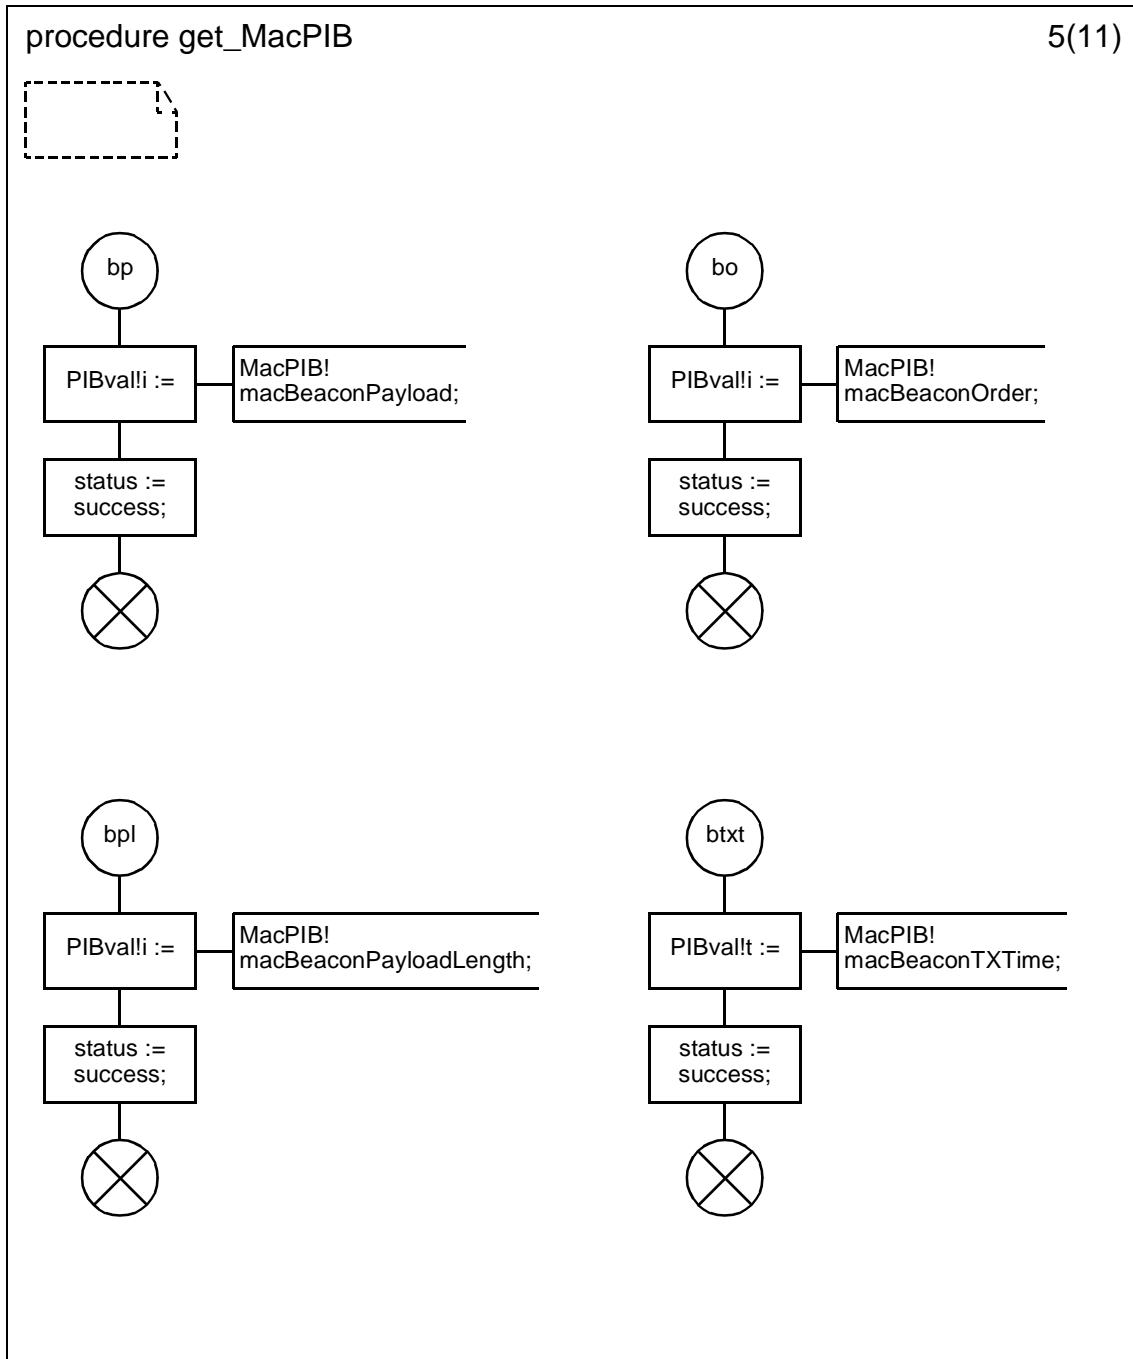 procedure get_MacPIB
5(11)
bp
PIBval!i :=
MacPIB!
macBeaconPayload;
status :=
success;
bo
PIBval!i :=
MacPIB!
macBeaconOrder;
status :=
success;
bpl
PIBval!i :=
MacPIB!
macBeaconPayloadLength;
status :=
success;
btxt
PIBval!t :=
MacPIB!
macBeaconTXTime;
status :=
success;